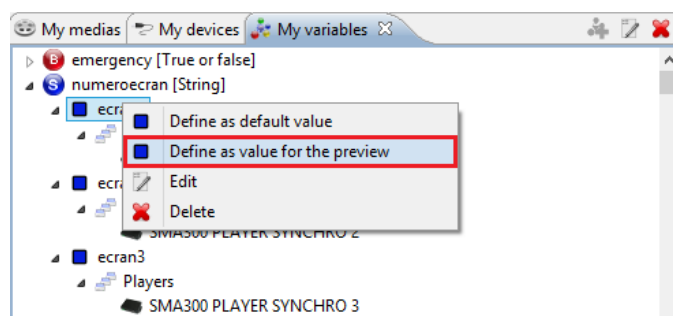 My medias My devices My variables
B emergency [True or false]
S numeroecran [String]
Define as default value
Define as value for the preview
Edit
Delete
SMA300 PLAYER SYNCHRO 2
ecran3
Players
SMA300 PLAYER SYNCHRO 3